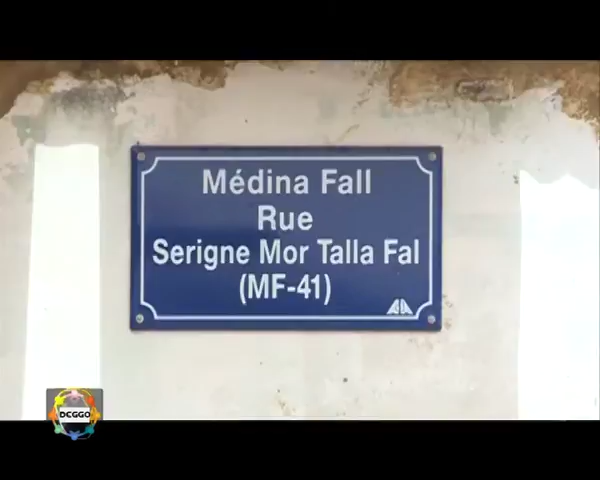 Médina Fall
Rue
Serigne Mor Talla Fal
(MF-41)
DCGGO